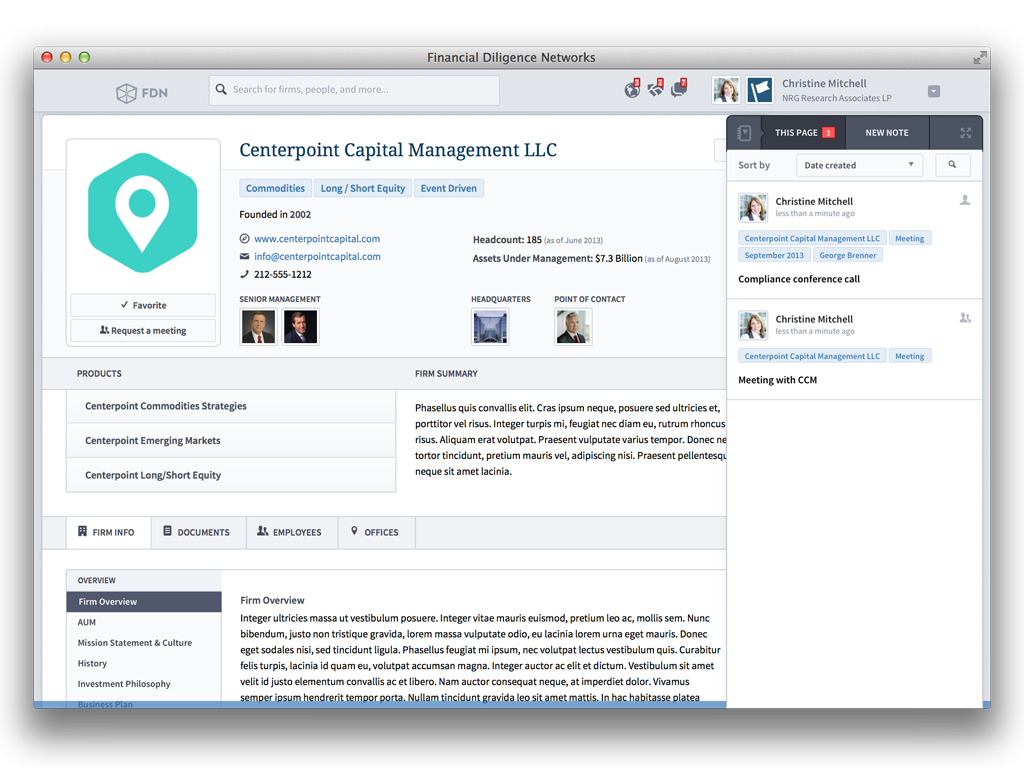 Financial Diligence Networks
FDN
Search for firms, people, and more...
3
2
7
Christine Mitchell
NRG Research Associates LP
Centerpoint Capital Management LLC
Commodities
Long / Short Equity
Event Driven
Founded in 2002
www.centerpointcapital.com
info@centerpointcapital.com
212-555-1212
Headcount: 185 (as of June 2013)
Assets Under Management: $7.3 Billion (as of August 2013)
Favorite
Request a meeting
SENIOR MANAGEMENT
HEADQUARTERS
POINT OF CONTACT
PRODUCTS
Centerpoint Commodities Strategies
Centerpoint Emerging Markets
Centerpoint Long/Short Equity
FIRM SUMMARY
Phasellus quis convallis elit. Cras ipsum neque, posuere sed ultricies et,
porttitor vel risus. Integer turpis mi, feugiat nec diam eu, rutrum rhoncus
risus. Aliquam erat volutpat. Praesent vulputate varius tempor. Donec ne
tortor tincidunt, pretium mauris vel, adipiscing nisi. Praesent pellentesqu
neque sit amet lacinia.
FIRM INFO
DOCUMENTS
EMPLOYEES
OFFICES
OVERVIEW
Firm Overview
AUM
Mission Statement & Culture
History
Investment Philosophy
Business Plan
Firm Overview
Integer ultricies massa ut vestibulum posuere. Integer vitae mauris euismod, pretium leo ac, mollis sem. Nunc
bibendum, justo non tristique gravida, lorem massa vulputate odio, eu lacinia lorem urna eget mauris. Donec
eget sodales nisi, sed tincidunt ligula. Phasellus feugiat mi ipsum, nec volutpat lectus vestibulum quis. Curabitur
felis turpis, lacinia id quam eu, volutpat accumsan magna. Integer auctor ac elit et dictum. Vestibulum sit amet
velit id justo elementum convallis ac et libero. Nam auctor consequat neque, at imperdiet dolor. Vivamus
semper ipsum hendrerit tempor porta. Nullam tincidunt gravida leo sit amet mattis. In hac habitasse platea
THIS PAGE 3
NEW NOTE
Sort by
Date created
Christine Mitchell
less than a minute ago
Centerpoint Capital Management LLC
Meeting
September 2013
George Brenner
Compliance conference call
Christine Mitchell
less than a minute ago
Centerpoint Capital Management LLC
Meeting
Meeting with CCM